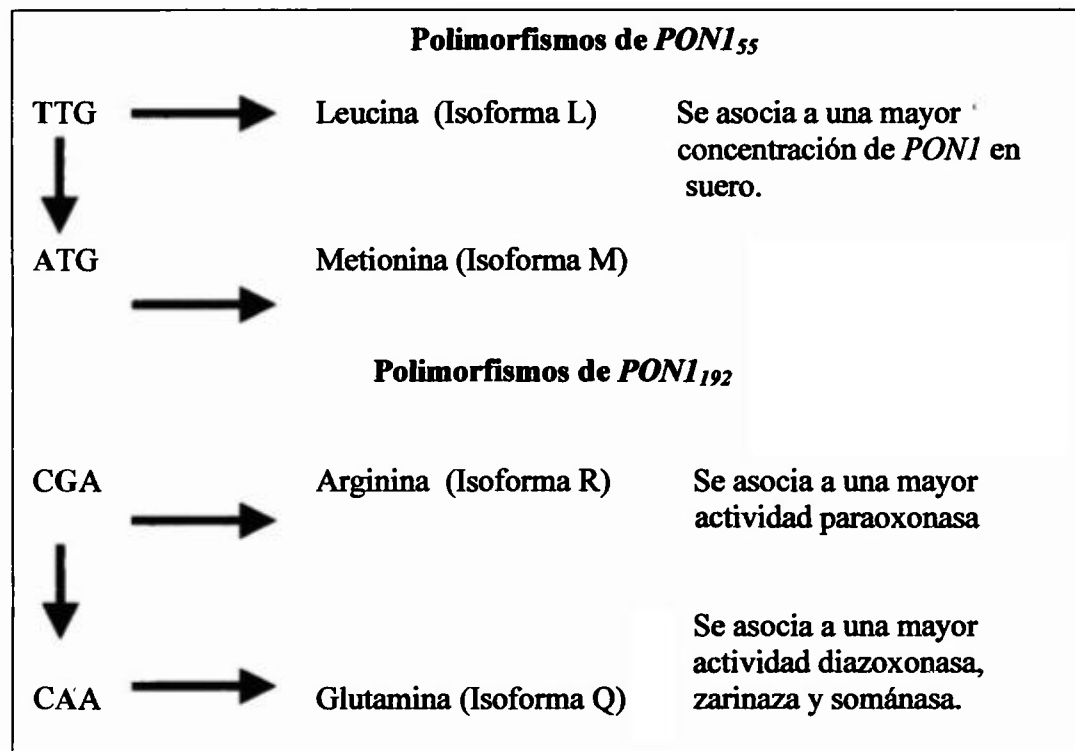 Polimorfismos de PON1₅₅
TTG Leucina (Isoforma L) Se asocia a una mayor
concentración de PON1 en
suero.
ATG Metionina (Isoforma M)
Polimorfismos de PON1₁₉₂
CGA Arginina (Isoforma R) Se asocia a una mayor
actividad paraoxonasa
Se asocia a una mayor
actividad diazoxonasa,
CAA Glutamina (Isoforma Q) zarinaza y sománasa.